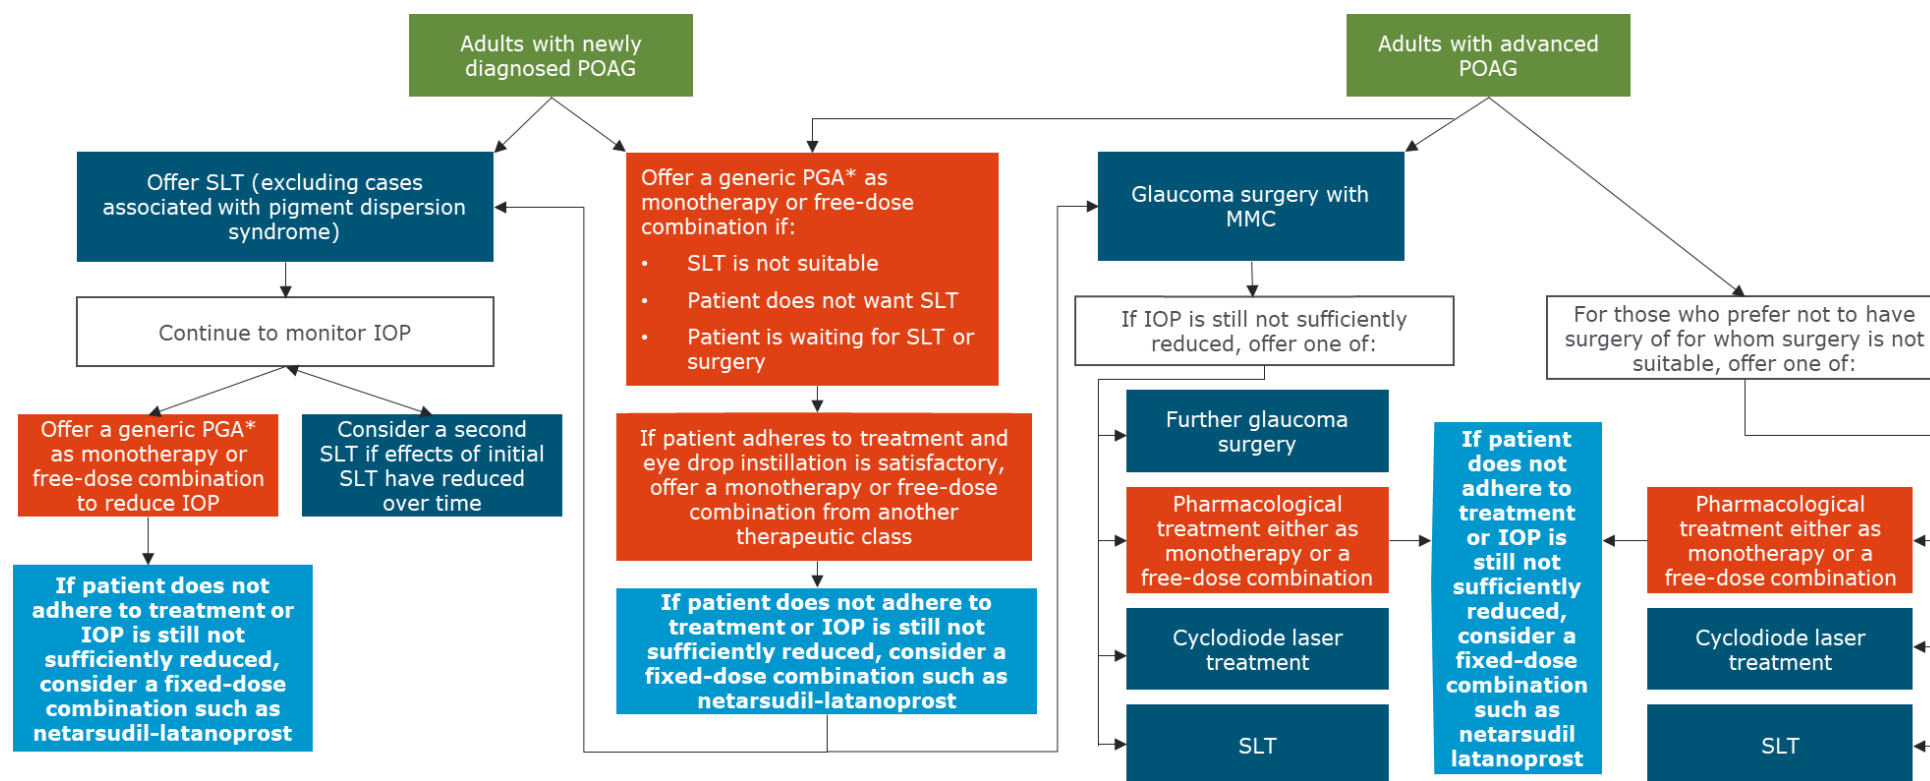 Adults with newly
diagnosed POAG
Adults with advanced
POAG
Offer SLT (excluding cases
associated with pigment dispersion
syndrome)
Continue to monitor IOP
Offer a generic PGA*
as monotherapy or
free-dose combination
to reduce IOP
Consider a second
SLT if effects of initial
SLT have reduced
over time
If patient does not
adhere to treatment or
IOP is still not
sufficiently reduced,
consider a fixed-dose
combination such as
netarsudil-latanoprost
Offer a generic PGA* as
monotherapy or free-dose
combination if:
• SLT is not suitable
• Patient does not want SLT
• Patient is waiting for SLT or
surgery
If patient adheres to treatment and
eye drop instillation is satisfactory,
offer a monotherapy or free-dose
combination from another
therapeutic class
If patient does not adhere to
treatment or IOP is still not
sufficiently reduced, consider a
fixed-dose combination such as
netarsudil-latanoprost
Glaucoma surgery with
MMC
If IOP is still not sufficiently
reduced, offer one of:
Further glaucoma
surgery
Pharmacological
treatment either as
monotherapy or a
free-dose combination
Cyclodiode laser
treatment
SLT
If patient
does not
adhere to
treatment
or IOP is
still not
sufficiently
reduced,
consider a
fixed-dose
combination
such as
netarsudil
latanoprost
For those who prefer not to have
surgery of for whom surgery is not
suitable, offer one of:
Pharmacological
treatment either as
monotherapy or a
free-dose combination
Cyclodiode laser
treatment
SLT